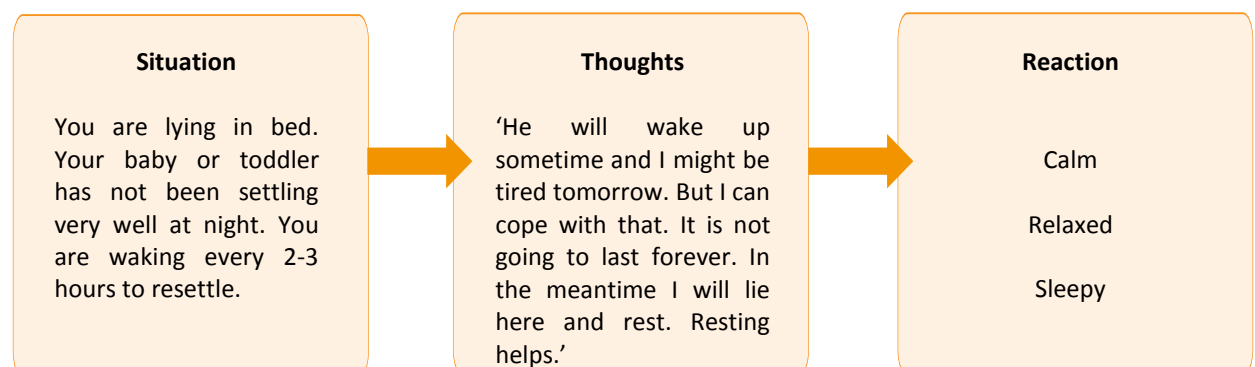 Situation
You are lying in bed.
Your baby or toddler
has not been settling
very well at night. You
are waking every 2-3
hours to resettle.
Thoughts
‘He will wake up
sometime and I might be
tired tomorrow. But I can
cope with that. It is not
going to last forever. In
the meantime I will lie
here and rest. Resting
helps.’
Reaction
Calm
Relaxed
Sleepy